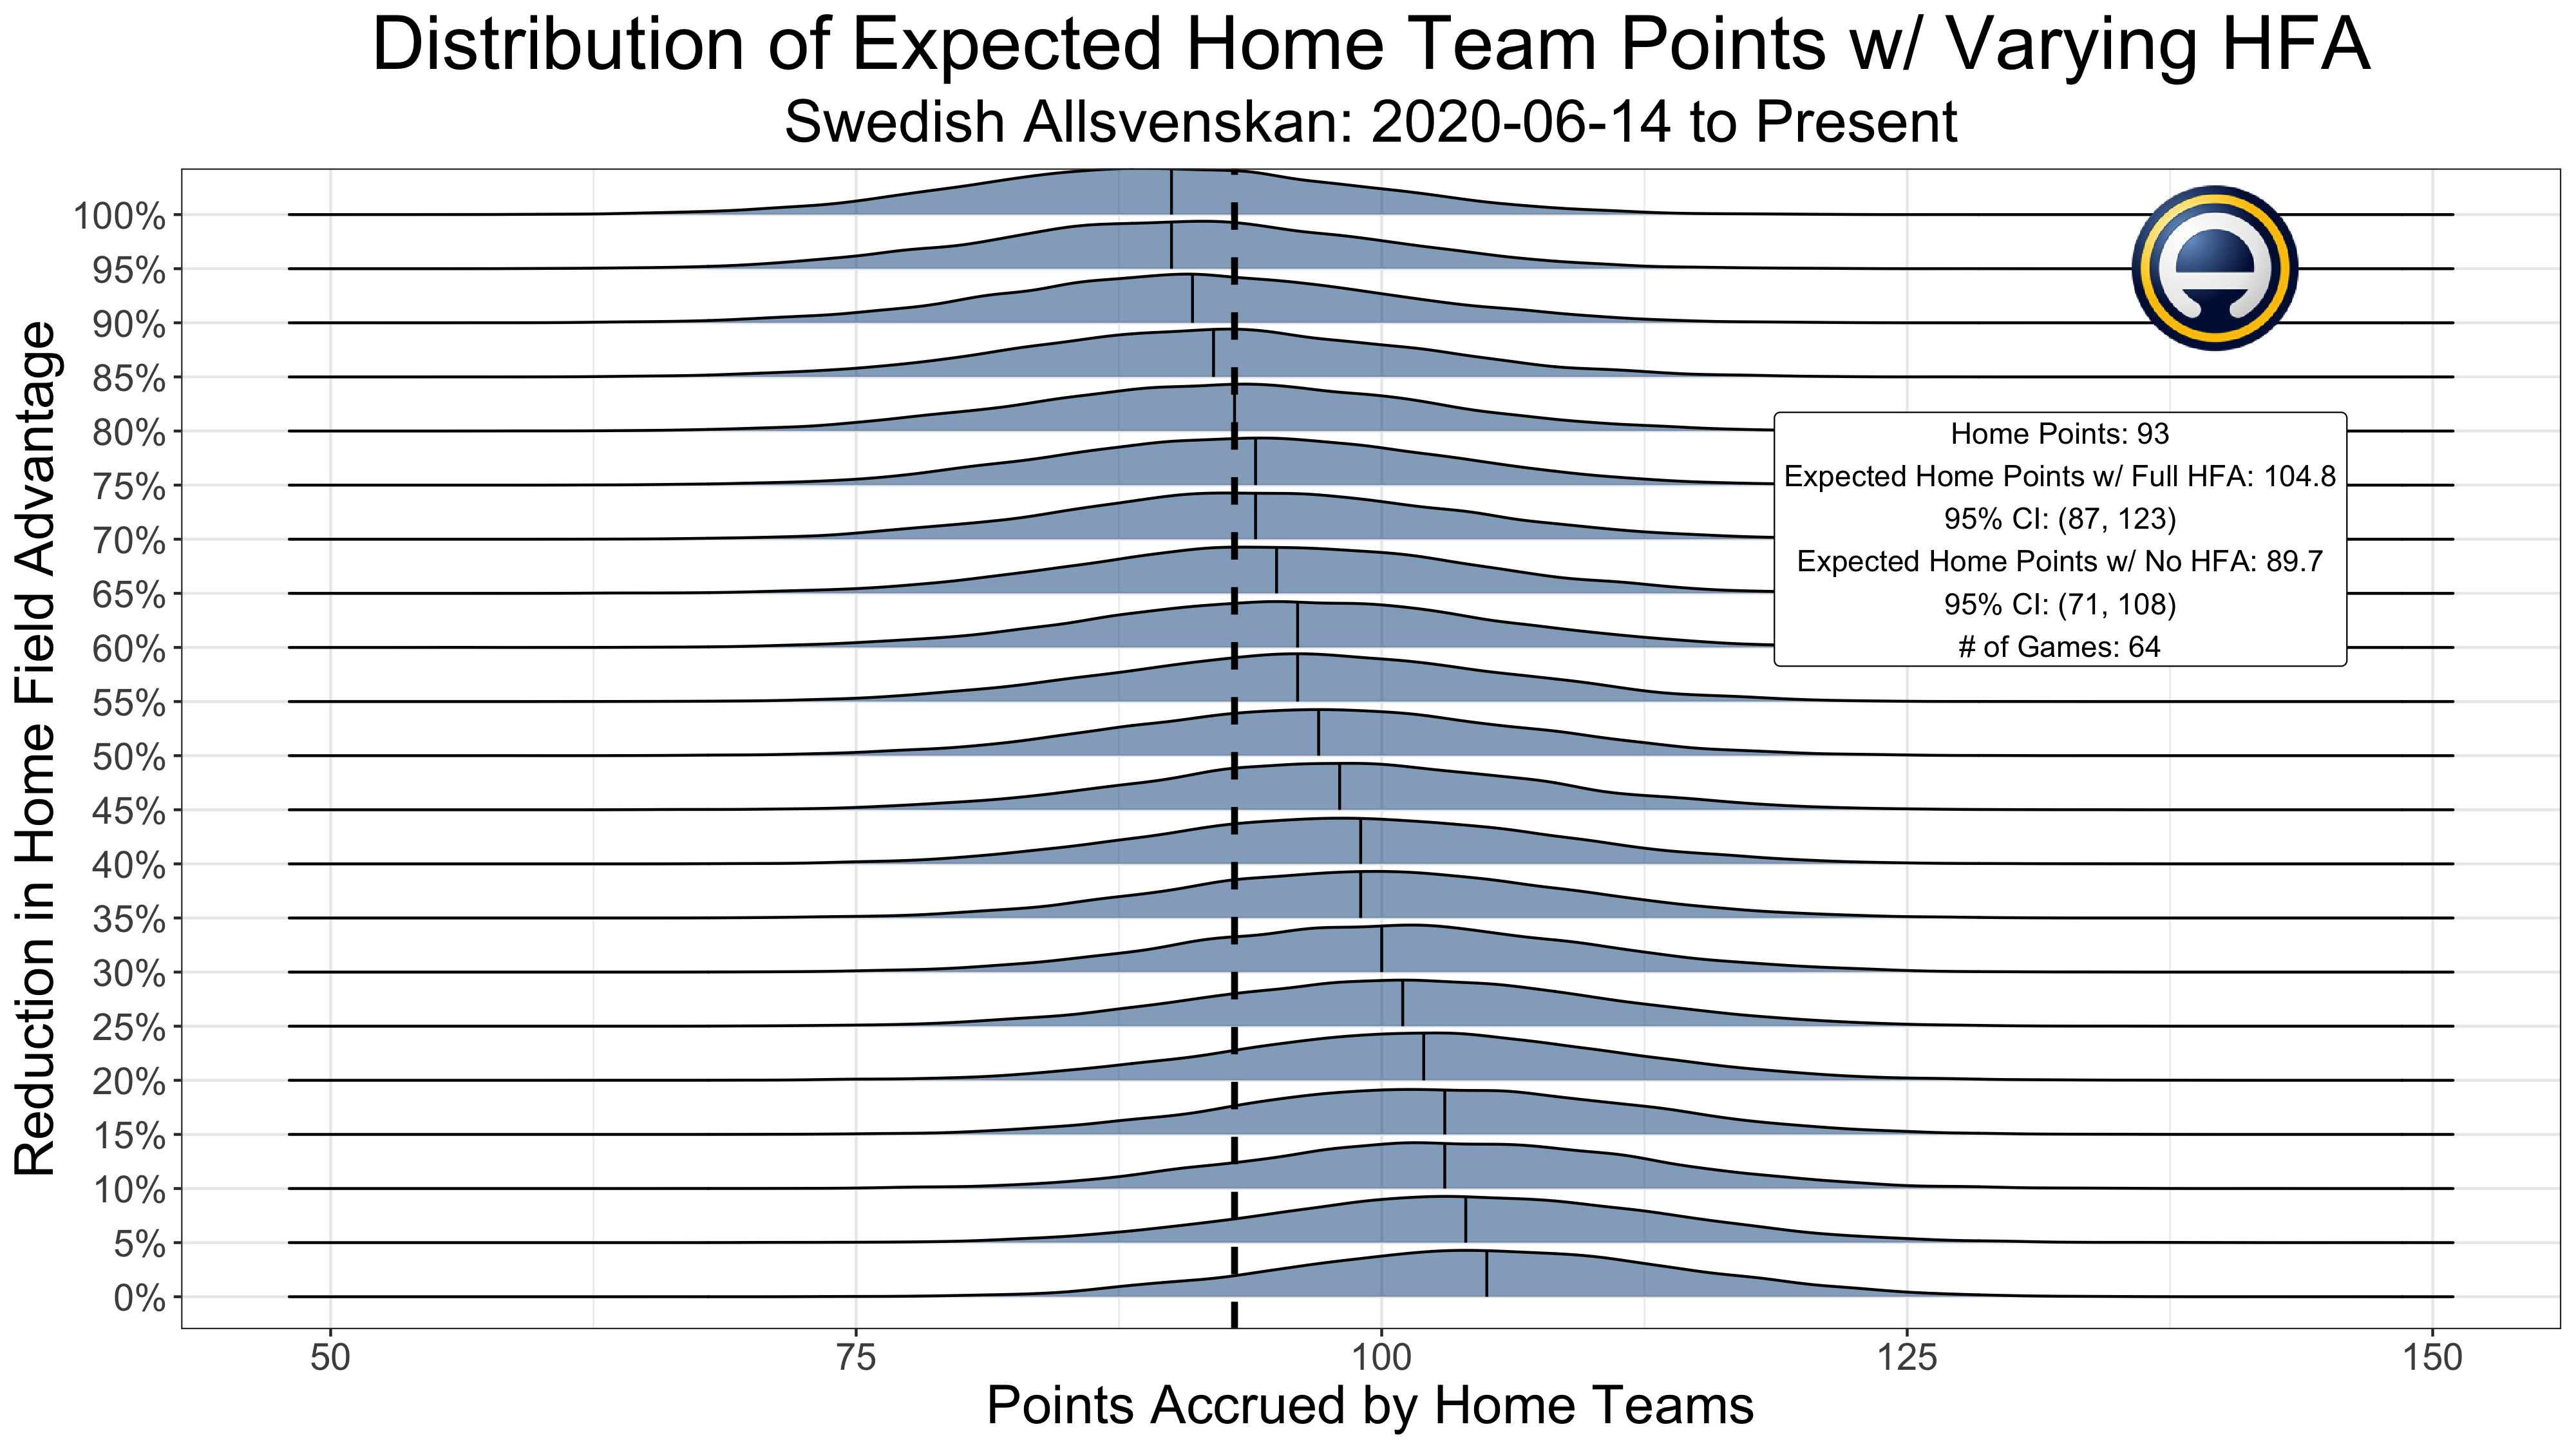 Distribution of Expected Home Team Points w/ Varying HFA
Swedish Allsvenskan: 2020-06-14 to Present
Reduction in Home Field Advantage
100%
95%
90%
85%
80%
75%
70%
65%
60%
55%
50%
45%
40%
35%
30%
25%
20%
15%
10%
5%
0%
Home Points: 93
Expected Home Points w/ Full HFA: 104.8
95% CI: (87, 123)
Expected Home Points w/ No HFA: 89.7
95% CI: (71, 108)
# of Games: 64
50 75 100 125 150
Points Accrued by Home Teams